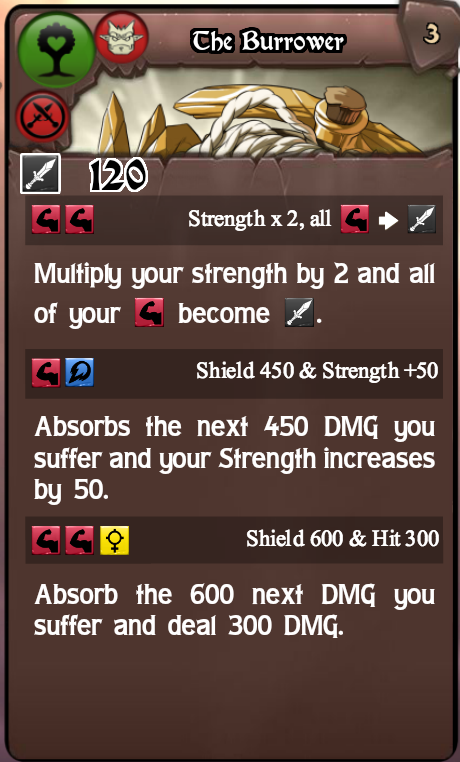 The Burrower
3
120
Strength x 2, all
Multiply your strength by 2 and all
of your become .
Shield 450 & Strength +50
Absorbs the next 450 DMG you
suffer and your Strength increases
by 50.
Shield 600 & Hit 300
Absorb the 600 next DMG you
suffer and deal 300 DMG.